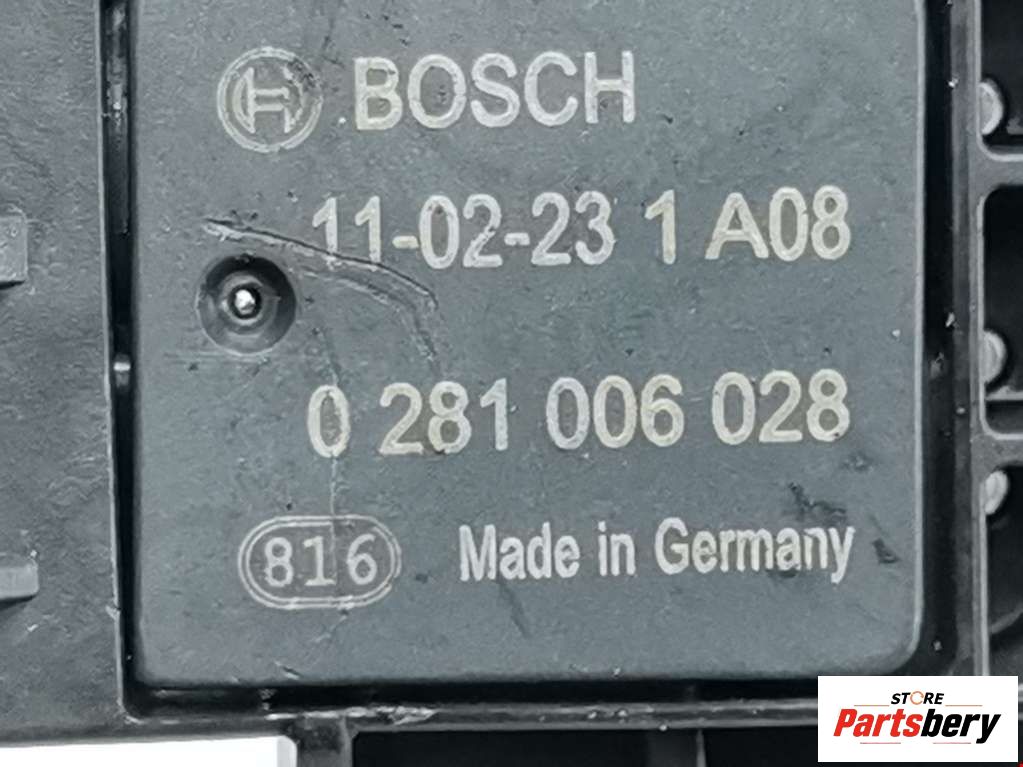 BOSCH
11-02-23 1 A08
0 281 006 028
816 Made in Germany
STORE
Partsbery